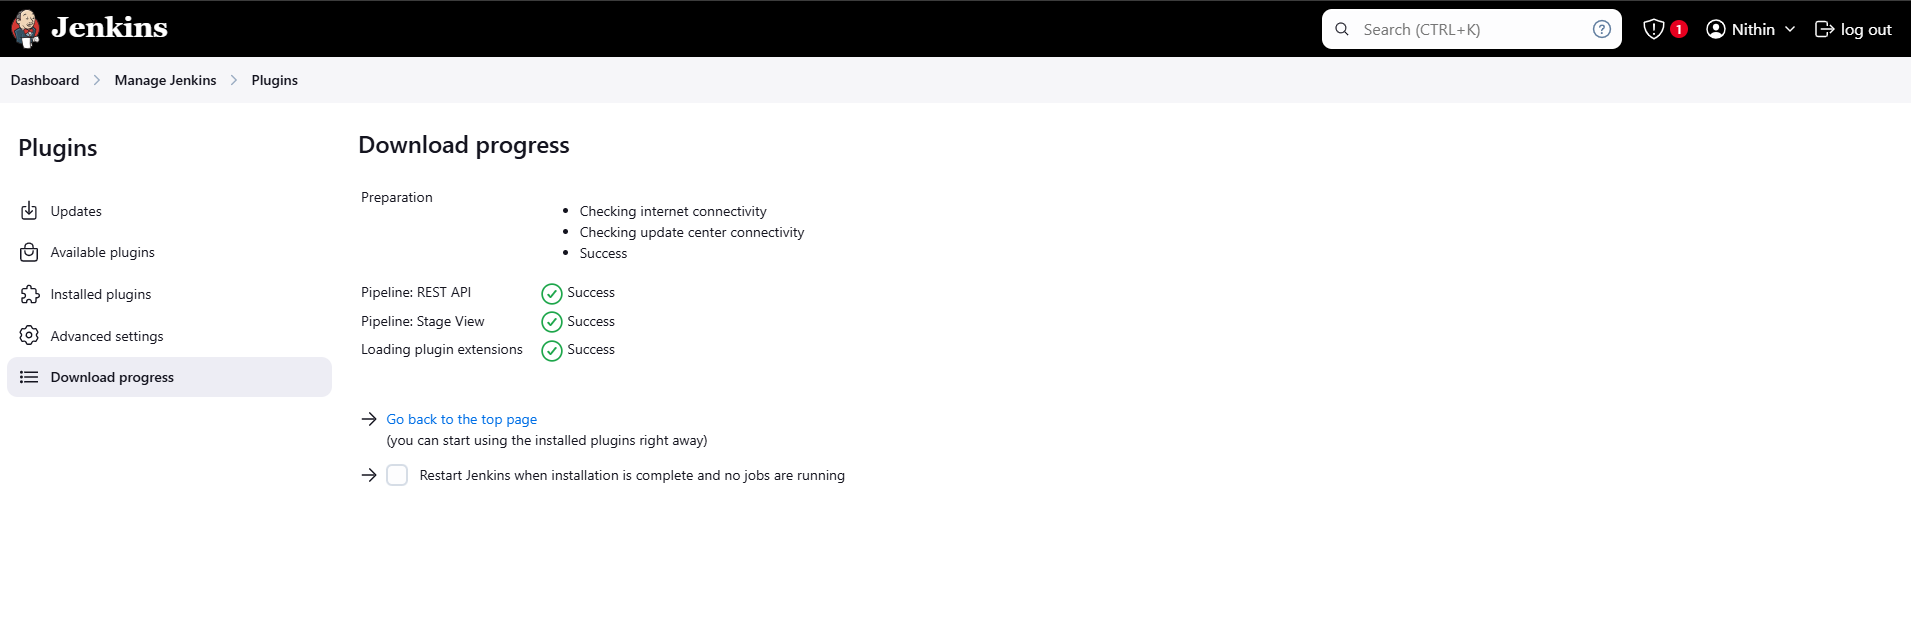 Jenkins
Search (CTRL+K)
?
1
Nithin
log out
Dashboard > Manage Jenkins > Plugins
Plugins
Updates
Available plugins
Installed plugins
Advanced settings
Download progress
Download progress
Preparation
• Checking internet connectivity
• Checking update center connectivity
• Success
Pipeline: REST API Success
Pipeline: Stage View Success
Loading plugin extensions Success
→ Go back to the top page
(you can start using the installed plugins right away)
→ Restart Jenkins when installation is complete and no jobs are running